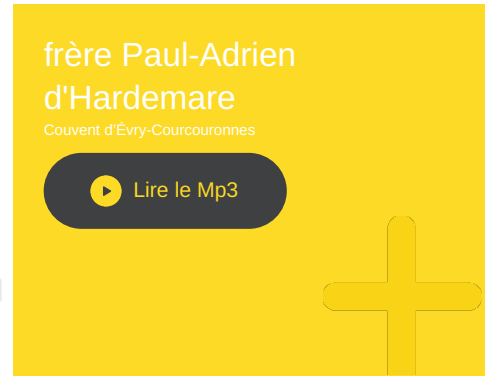 frère Paul-Adrien
d'Hardemare
Couvent d'Évry-Courcouronnes
Lire le Mp3